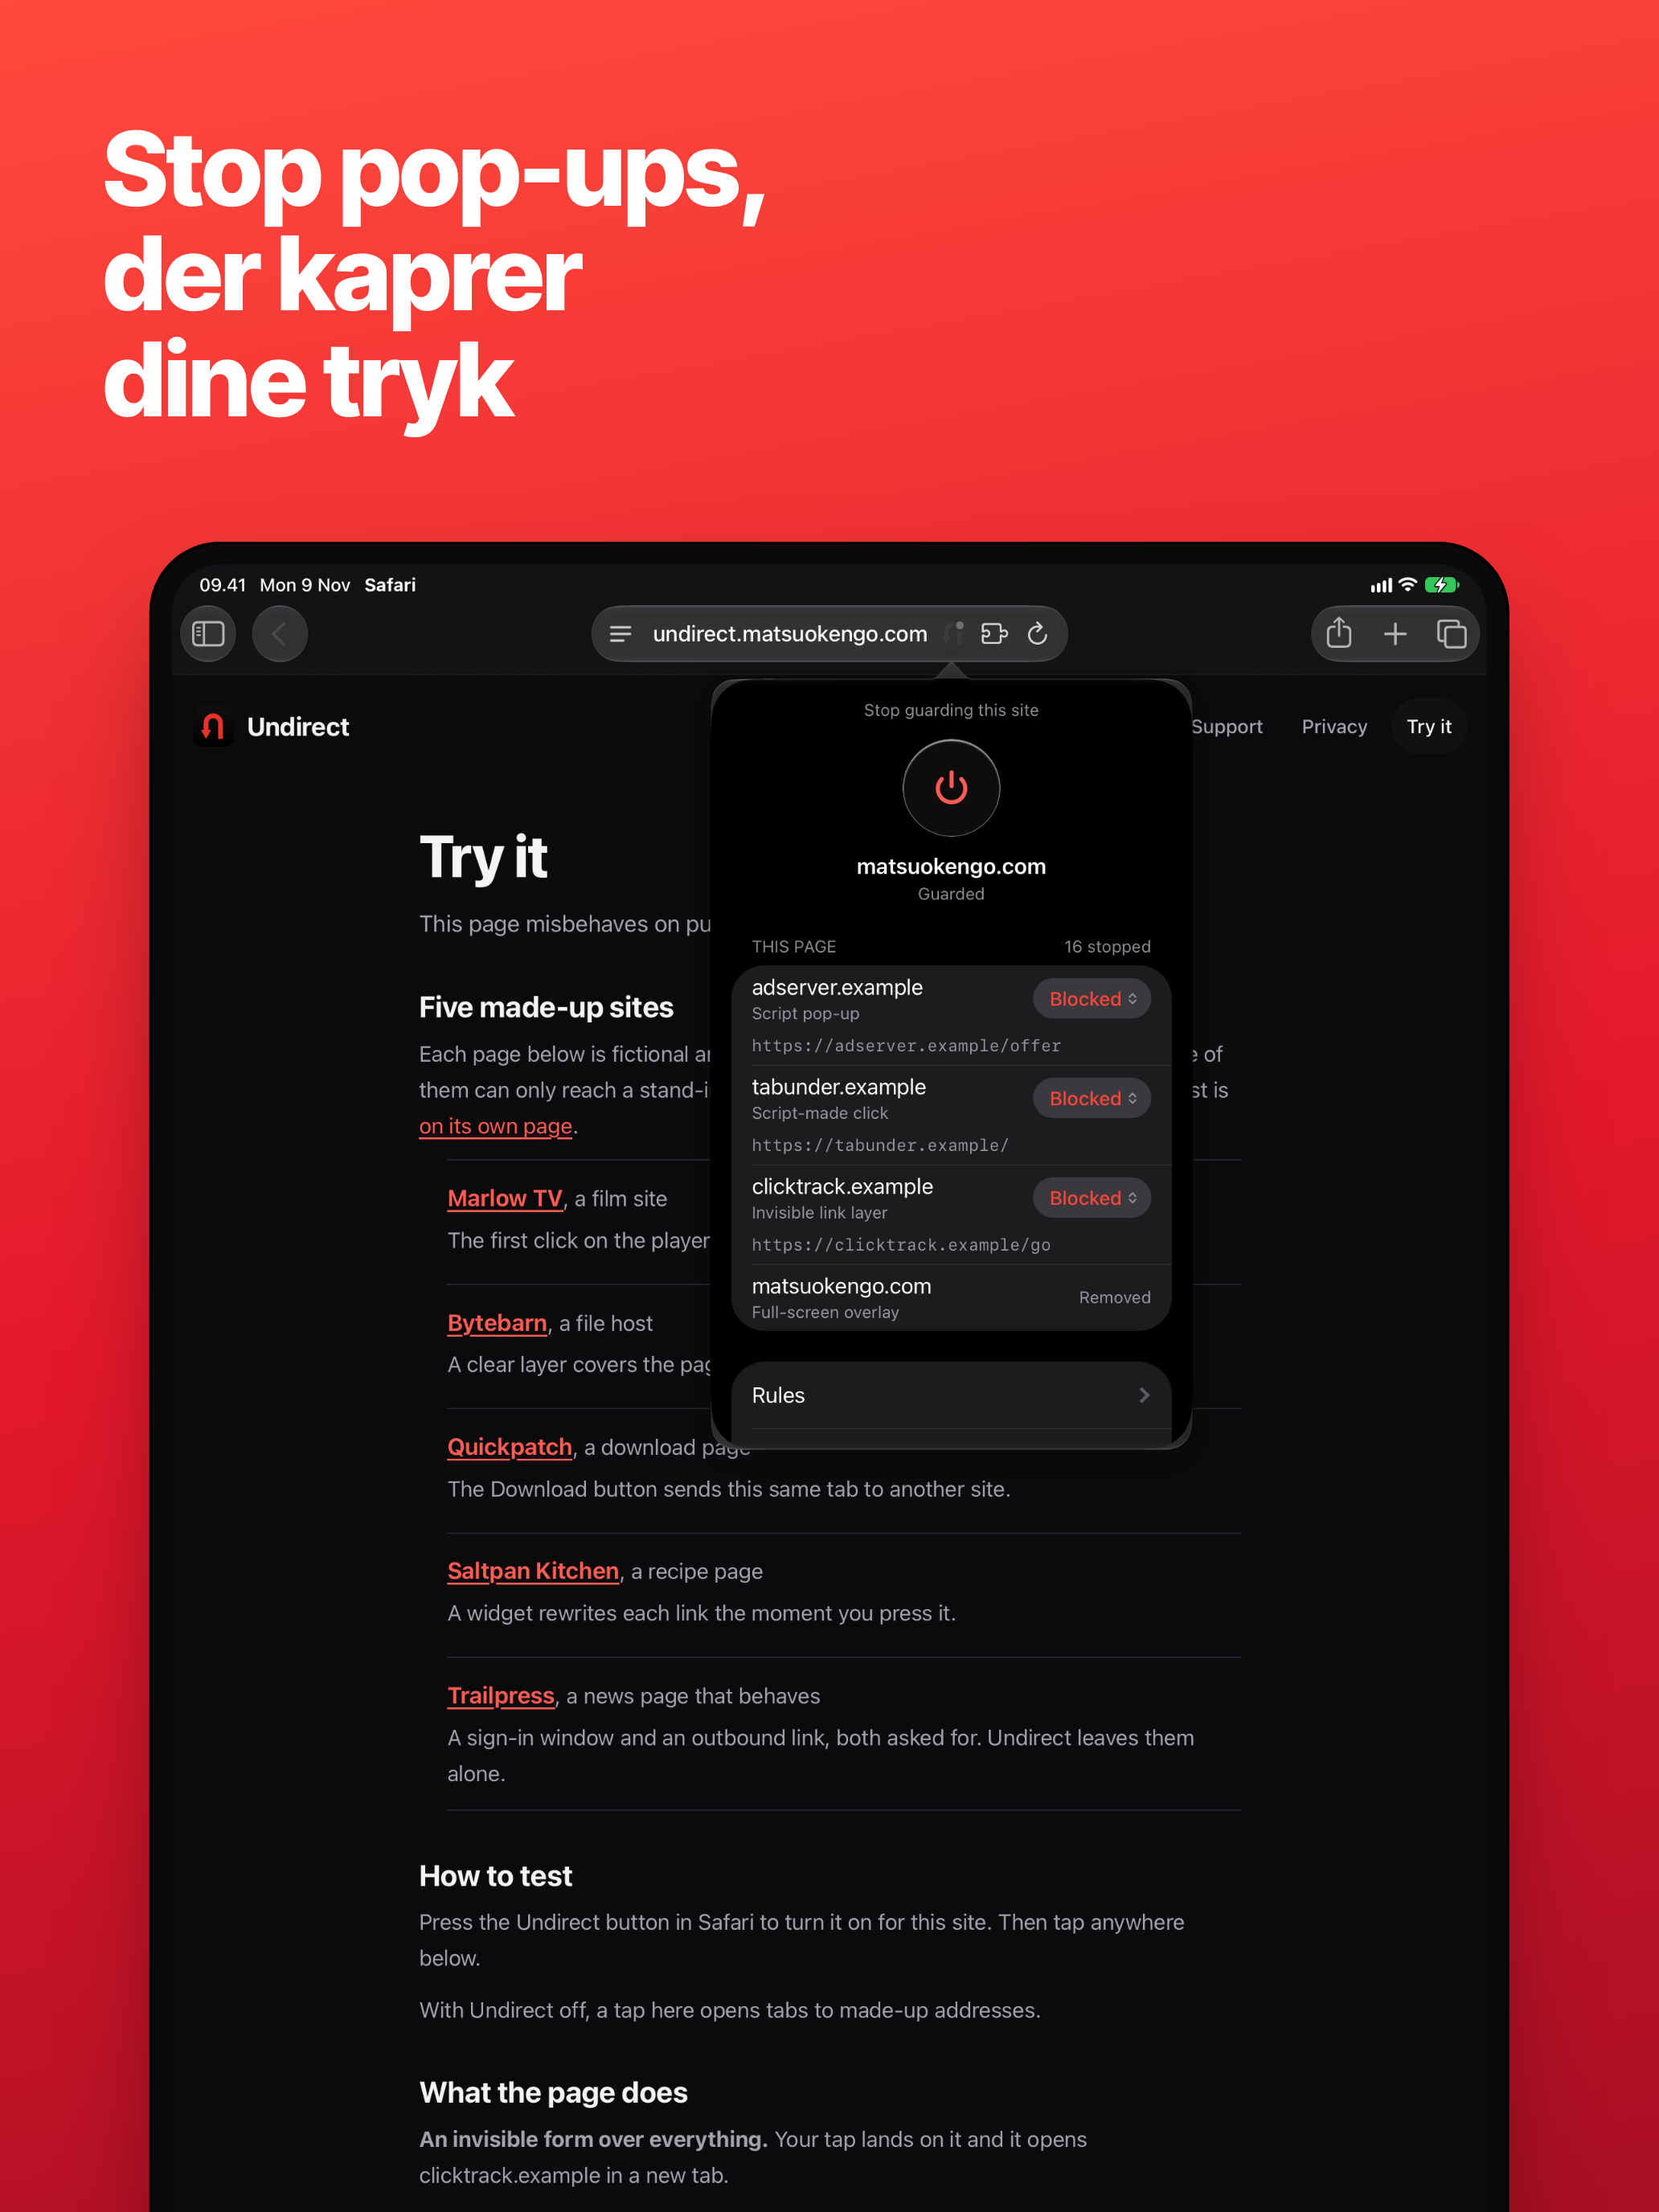 Stop pop-ups,
der kaprer
dine tryk
09.41 Mon 9 Nov Safari
undirect.matsuokengo.com
Undirect
Support Privacy Try it
Stop guarding this site
matsuokengo.com
Guarded
THIS PAGE 16 stopped
adserver.example
Script pop-up
Blocked
https://adserver.example/offer
tabunder.example
Script-made click
Blocked
https://tabunder.example/
clicktrack.example
Invisible link layer
Blocked
https://clicktrack.example/go
matsuokengo.com
Full-screen overlay
Removed
Rules
Try it
This page misbehaves on
Five made-up sites
Each page below is fictional of
them can only reach a is
on its own page.
Marlow TV, a film site
The first click on the player
Bytebarn, a file host
A clear layer covers the
Quickpatch, a download page
The Download button sends this same tab to another site.
Saltpan Kitchen, a recipe page
A widget rewrites each link the moment you press it.
Trailpress, a news page that behaves
A sign-in window and an outbound link, both asked for. Undirect leaves them
alone.
How to test
Press the Undirect button in Safari to turn it on for this site. Then tap anywhere
below.
With Undirect off, a tap here opens tabs to made-up addresses.
What the page does
An invisible form over everything. Your tap lands on it and it opens
clicktrack.example in a new tab.